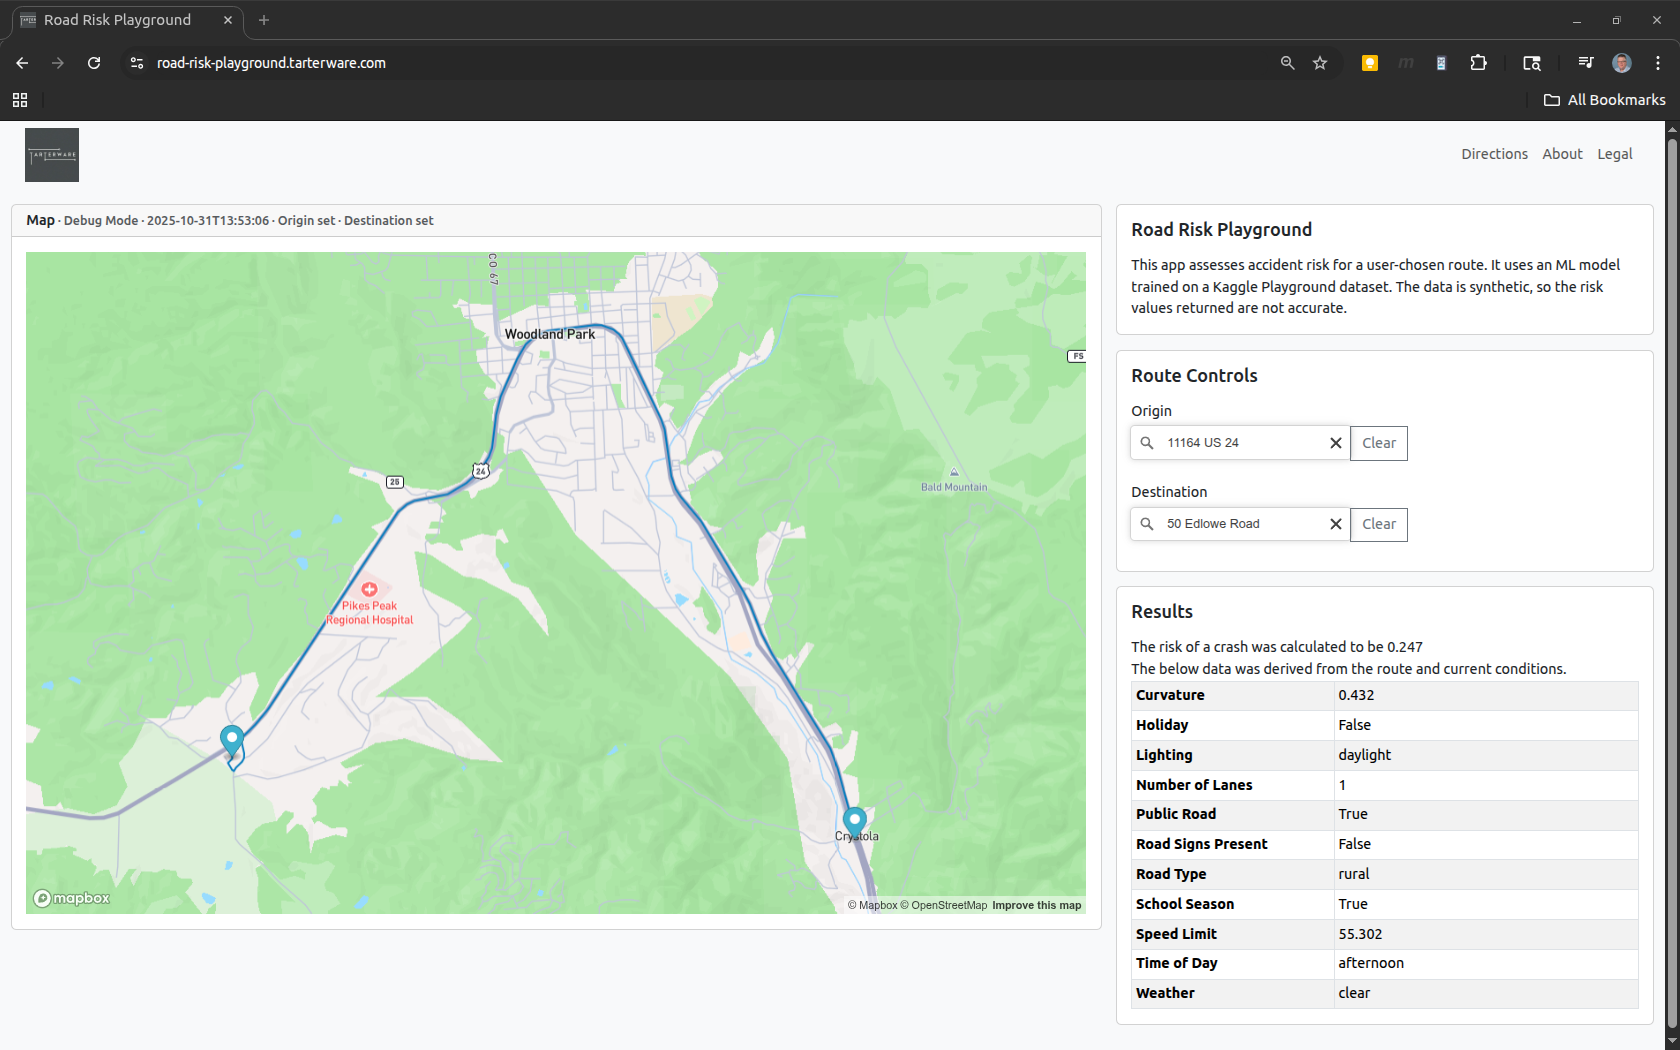 Road Risk Playground
road-risk-playground.tarterware.com
All Bookmarks
TARTERWARE
Directions About Legal
Map · Debug Mode · 2025-10-31T13:53:06 · Origin set · Destination set
CO 67
Woodland Park
FS
24
25
Bald Mountain
Pikes Peak
Regional Hospital
Crystola
mapbox
© Mapbox © OpenStreetMap Improve this map
Road Risk Playground
This app assesses accident risk for a user-chosen route. It uses an ML model
trained on a Kaggle Playground dataset. The data is synthetic, so the risk
values returned are not accurate.
Route Controls
Origin
11164 US 24
Clear
Destination
50 Edlowe Road
Clear
Results
The risk of a crash was calculated to be 0.247
The below data was derived from the route and current conditions.
Curvature 0.432
Holiday False
Lighting daylight
Number of Lanes 1
Public Road True
Road Signs Present False
Road Type rural
School Season True
Speed Limit 55.302
Time of Day afternoon
Weather clear